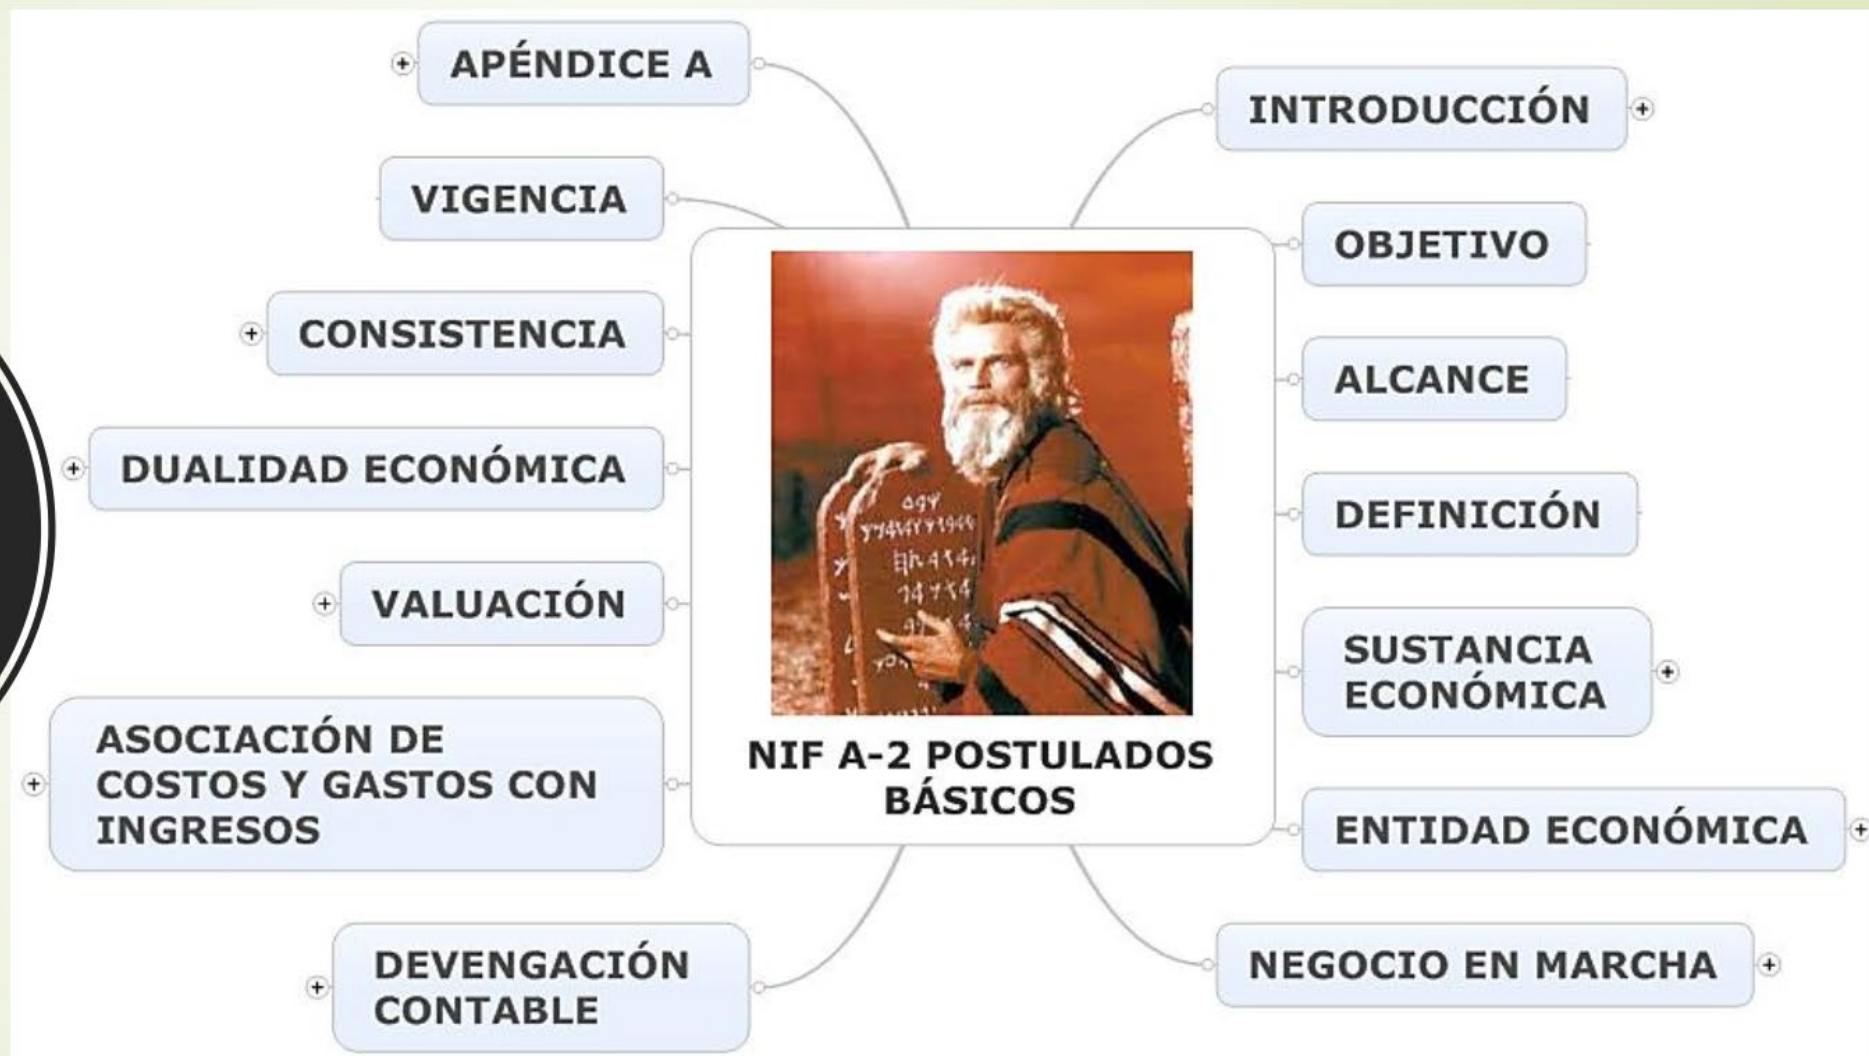 APÉNDICE A
INTRODUCCIÓN
VIGENCIA
OBJETIVO
CONSISTENCIA
ALCANCE
DUALIDAD ECONÓMICA
DEFINICIÓN
VALUACIÓN
SUSTANCIA
ECONÓMICA
ASOCIACIÓN DE
COSTOS Y GASTOS CON
INGRESOS
NIF A-2 POSTULADOS
BÁSICOS
ENTIDAD ECONÓMICA
DEVENGACIÓN
CONTABLE
NEGOCIO EN MARCHA